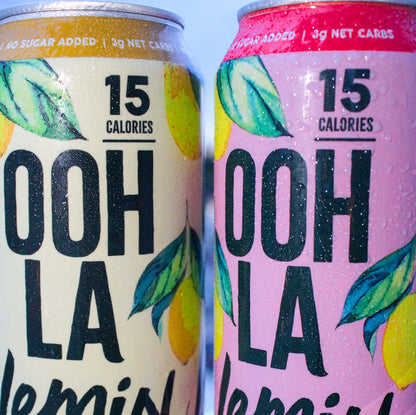 | NO SUGAR ADDED | 3g NET CARBS
15
CALORIES
OOH
LA
SUGAR ADDED | 3g NET CARBS
15
CALORIES
OOH
LA